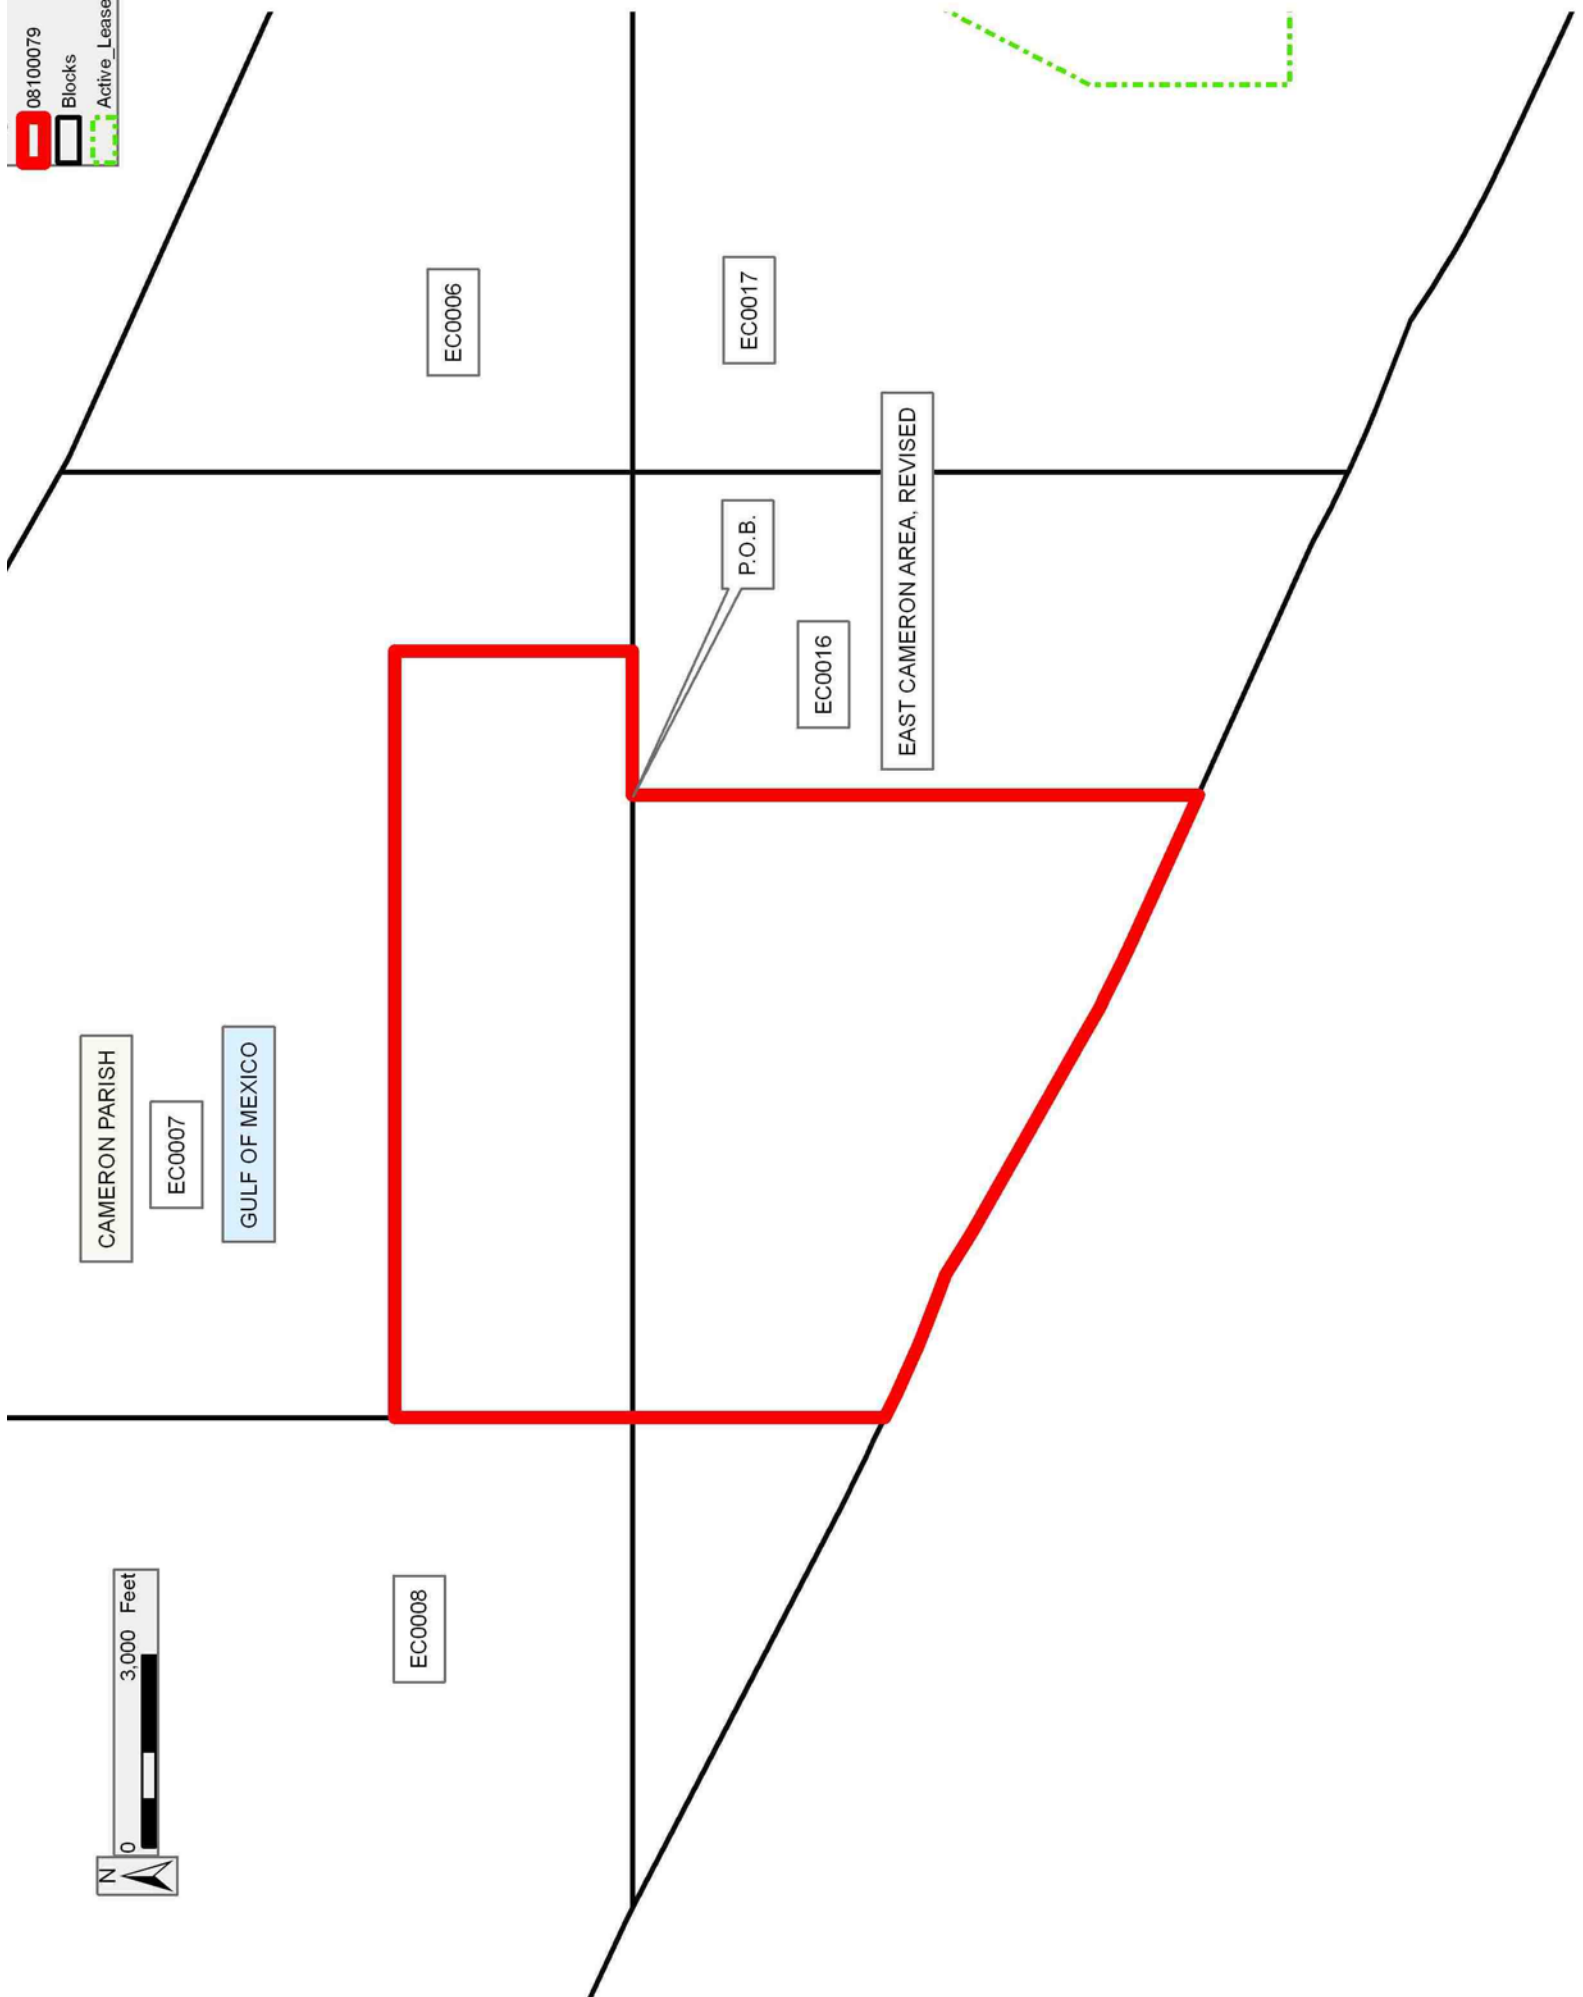 08100079
Blocks
Active_Lease
N
0 3,000 Feet
CAMERON PARISH
EC0007
GULF OF MEXICO
EC0008
EC0006
P.O.B.
EC0017
EC0016
EAST CAMERON AREA, REVISED